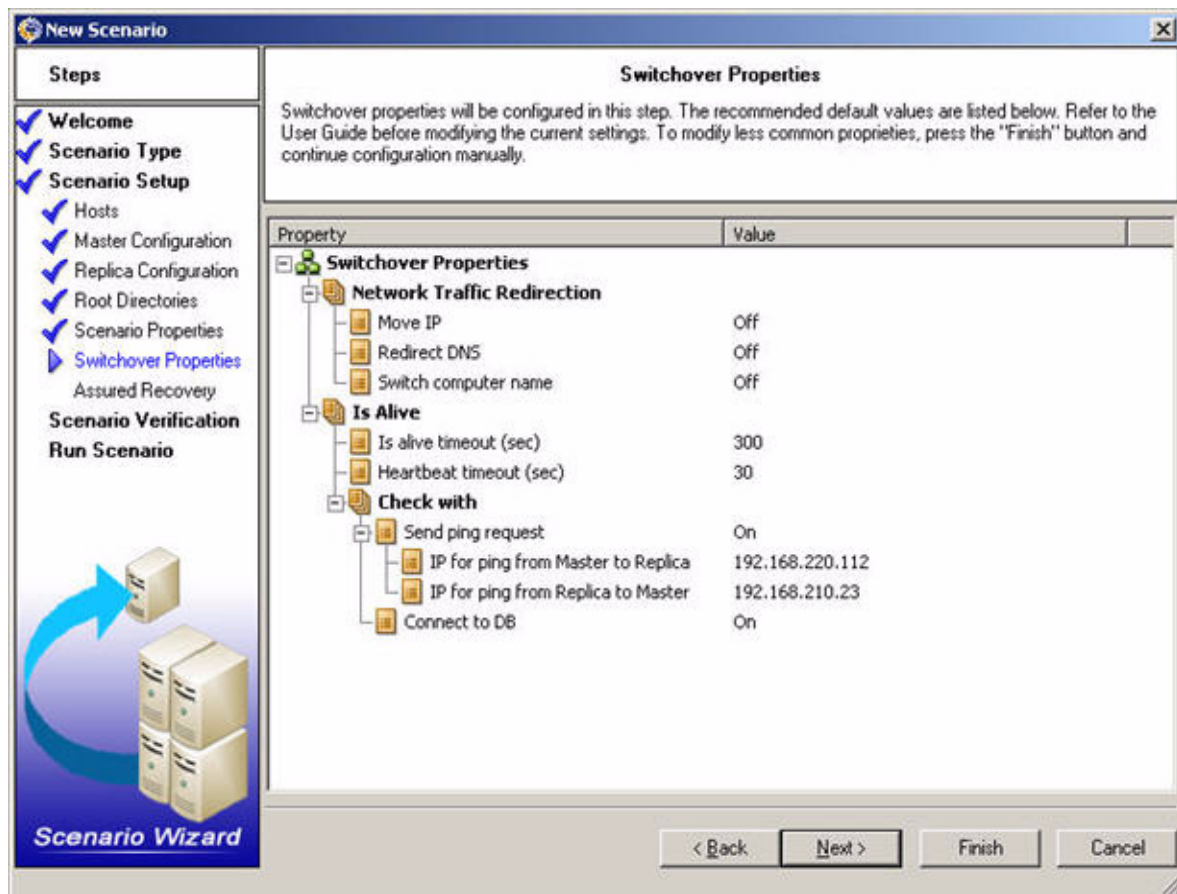 New Scenario
Steps
Welcome
Scenario Type
Scenario Setup
Hosts
Master Configuration
Replica Configuration
Root Directories
Scenario Properties
Switchover Properties
Assured Recovery
Scenario Verification
Run Scenario
Scenario Wizard
Switchover Properties
Switchover properties will be configured in this step. The recommended default values are listed below. Refer to the
User Guide before modifying the current settings. To modify less common proprieties, press the "Finish" button and
continue configuration manually.
Property Value
Switchover Properties
Network Traffic Redirection
Move IP Off
Redirect DNS Off
Switch computer name Off
Is Alive
Is alive timeout (sec) 300
Heartbeat timeout (sec) 30
Check with
Send ping request On
IP for ping from Master to Replica 192.168.220.112
IP for ping from Replica to Master 192.168.210.23
Connect to DB On
< Back Next > Finish Cancel